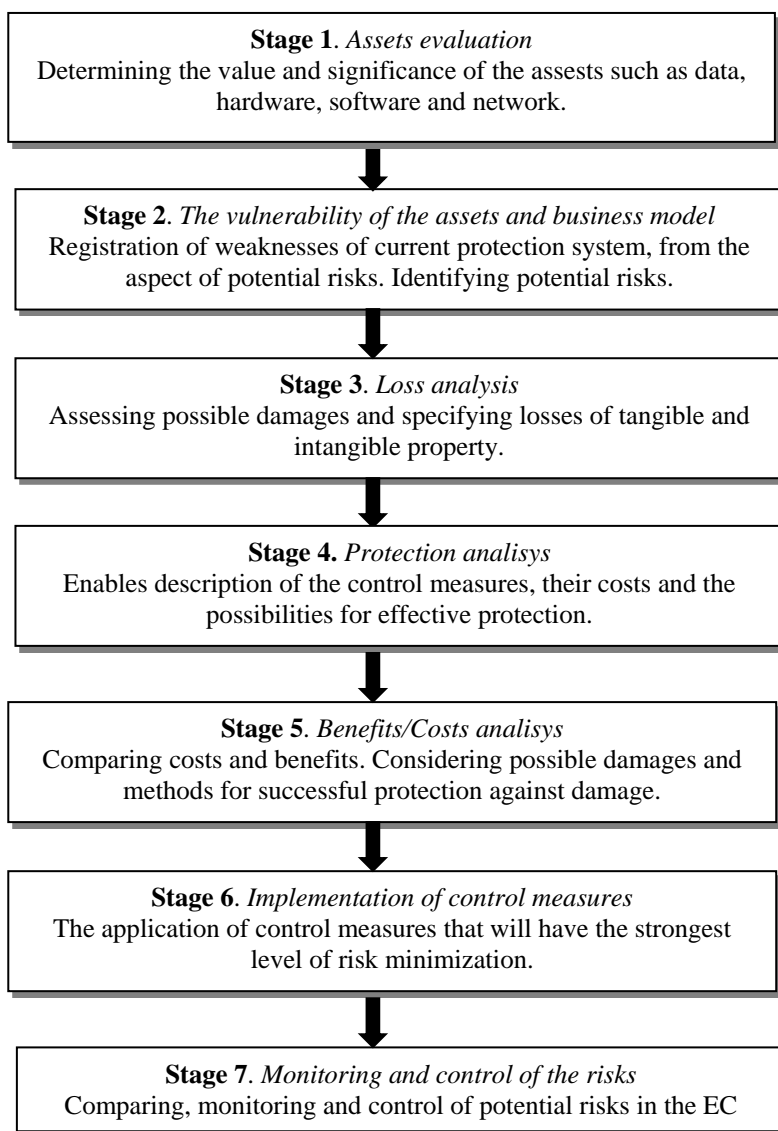 Stage 1. Assets evaluation
Determining the value and significance of the assests such as data,
hardware, software and network.
Stage 2. The vulnerability of the assets and business model
Registration of weaknesses of current protection system, from the
aspect of potential risks. Identifying potential risks.
Stage 3. Loss analysis
Assessing possible damages and specifying losses of tangible and
intangible property.
Stage 4. Protection analisys
Enables description of the control measures, their costs and the
possibilities for effective protection.
Stage 5. Benefits/Costs analisys
Comparing costs and benefits. Considering possible damages and
methods for successful protection against damage.
Stage 6. Implementation of control measures
The application of control measures that will have the strongest
level of risk minimization.
Stage 7. Monitoring and control of the risks
Comparing, monitoring and control of potential risks in the EC